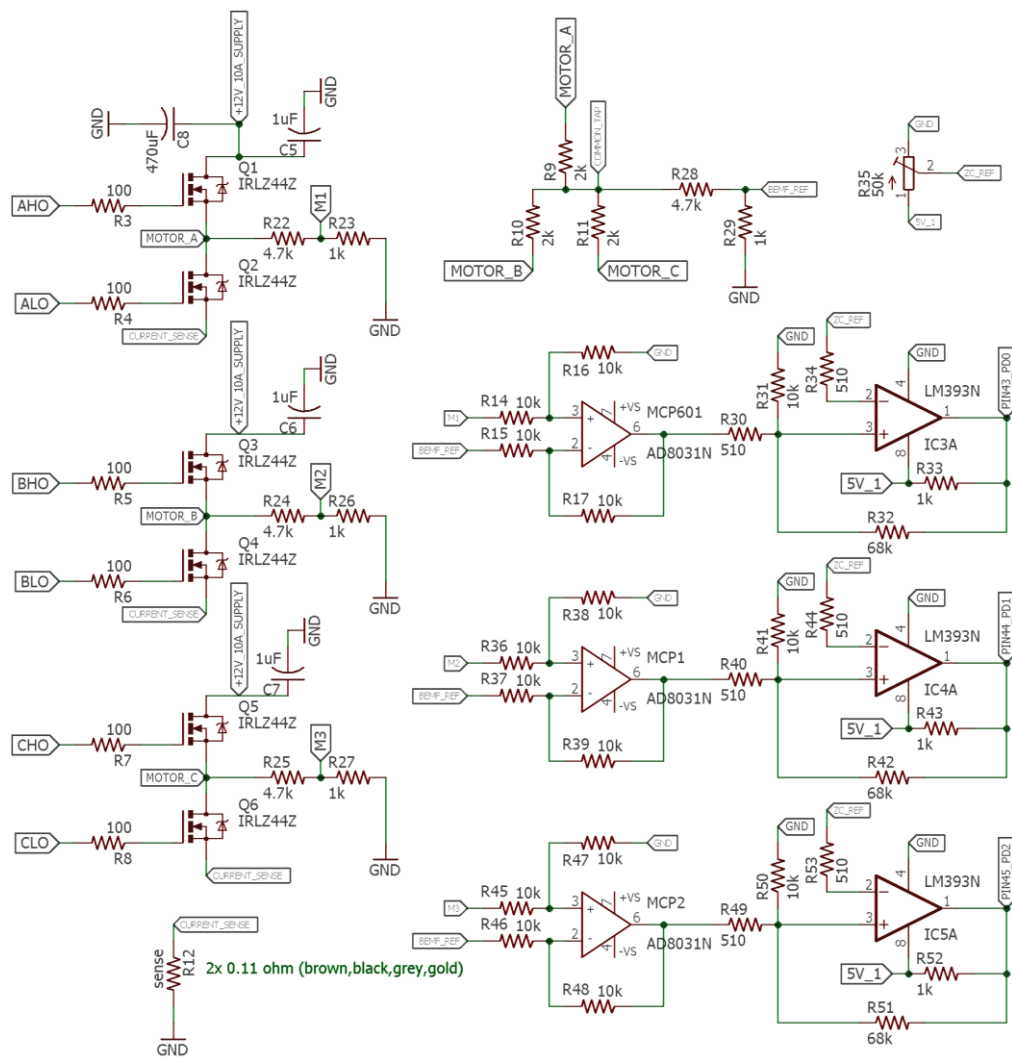 +12V_10A_SUPPLY
GND
1uF
C5
GND
470uF
C8
Q1
IRLZ44Z
AHO
100
R3
MOTOR_A
R22
4.7k
M1
R23
1k
GND
Q2
IRLZ44Z
ALO
100
R4
CURRENT_SENSE
+12V_10A_SUPPLY
GND
1uF
C6
Q3
IRLZ44Z
BHO
100
R5
MOTOR_B
R24
4.7k
M2
R26
1k
GND
Q4
IRLZ44Z
BLO
100
R6
CURRENT_SENSE
+12V_10A_SUPPLY
GND
1uF
C7
Q5
IRLZ44Z
CHO
100
R7
MOTOR_C
R25
4.7k
M3
R27
1k
GND
Q6
IRLZ44Z
CLO
100
R8
CURRENT_SENSE
CURRENT_SENSE
sense
R12
2x 0.11 ohm (brown,black,grey,gold)
GND
MOTOR_A
COMMON_TAP
R9
2k
R10
2k
R11
2k
MOTOR_B
MOTOR_C
R28
4.7k
BEMF_REF
R29
1k
GND
GND
3
2
1
R35
50k
ZC_REF
5V_1
R16
10k
GND
M1
R14
10k
BEMF_REF
R15
10k
3
+
2
-
7
+VS
6
4
-VS
MCP601
AD8031N
R17
10k
R30
510
GND
R31
10k
ZC_REF
R34
510
GND
4
2
-
3
+
8
1
LM393N
IC3A
PIN43_PD0
5V_1
R33
1k
R32
68k
R38
10k
GND
M2
R36
10k
BEMF_REF
R37
10k
3
+
2
-
7
+VS
6
4
-VS
MCP1
AD8031N
R39
10k
R40
510
GND
R41
10k
ZC_REF
R44
510
GND
4
2
-
3
+
8
1
LM393N
IC4A
PIN44_PD1
5V_1
R43
1k
R42
68k
R47
10k
GND
M3
R45
10k
BEMF_REF
R46
10k
3
+
2
-
7
+VS
6
4
-VS
MCP2
AD8031N
R48
10k
R49
510
GND
R50
10k
ZC_REF
R53
510
GND
4
2
-
3
+
8
1
LM393N
IC5A
PIN45_PD2
5V_1
R52
1k
R51
68k